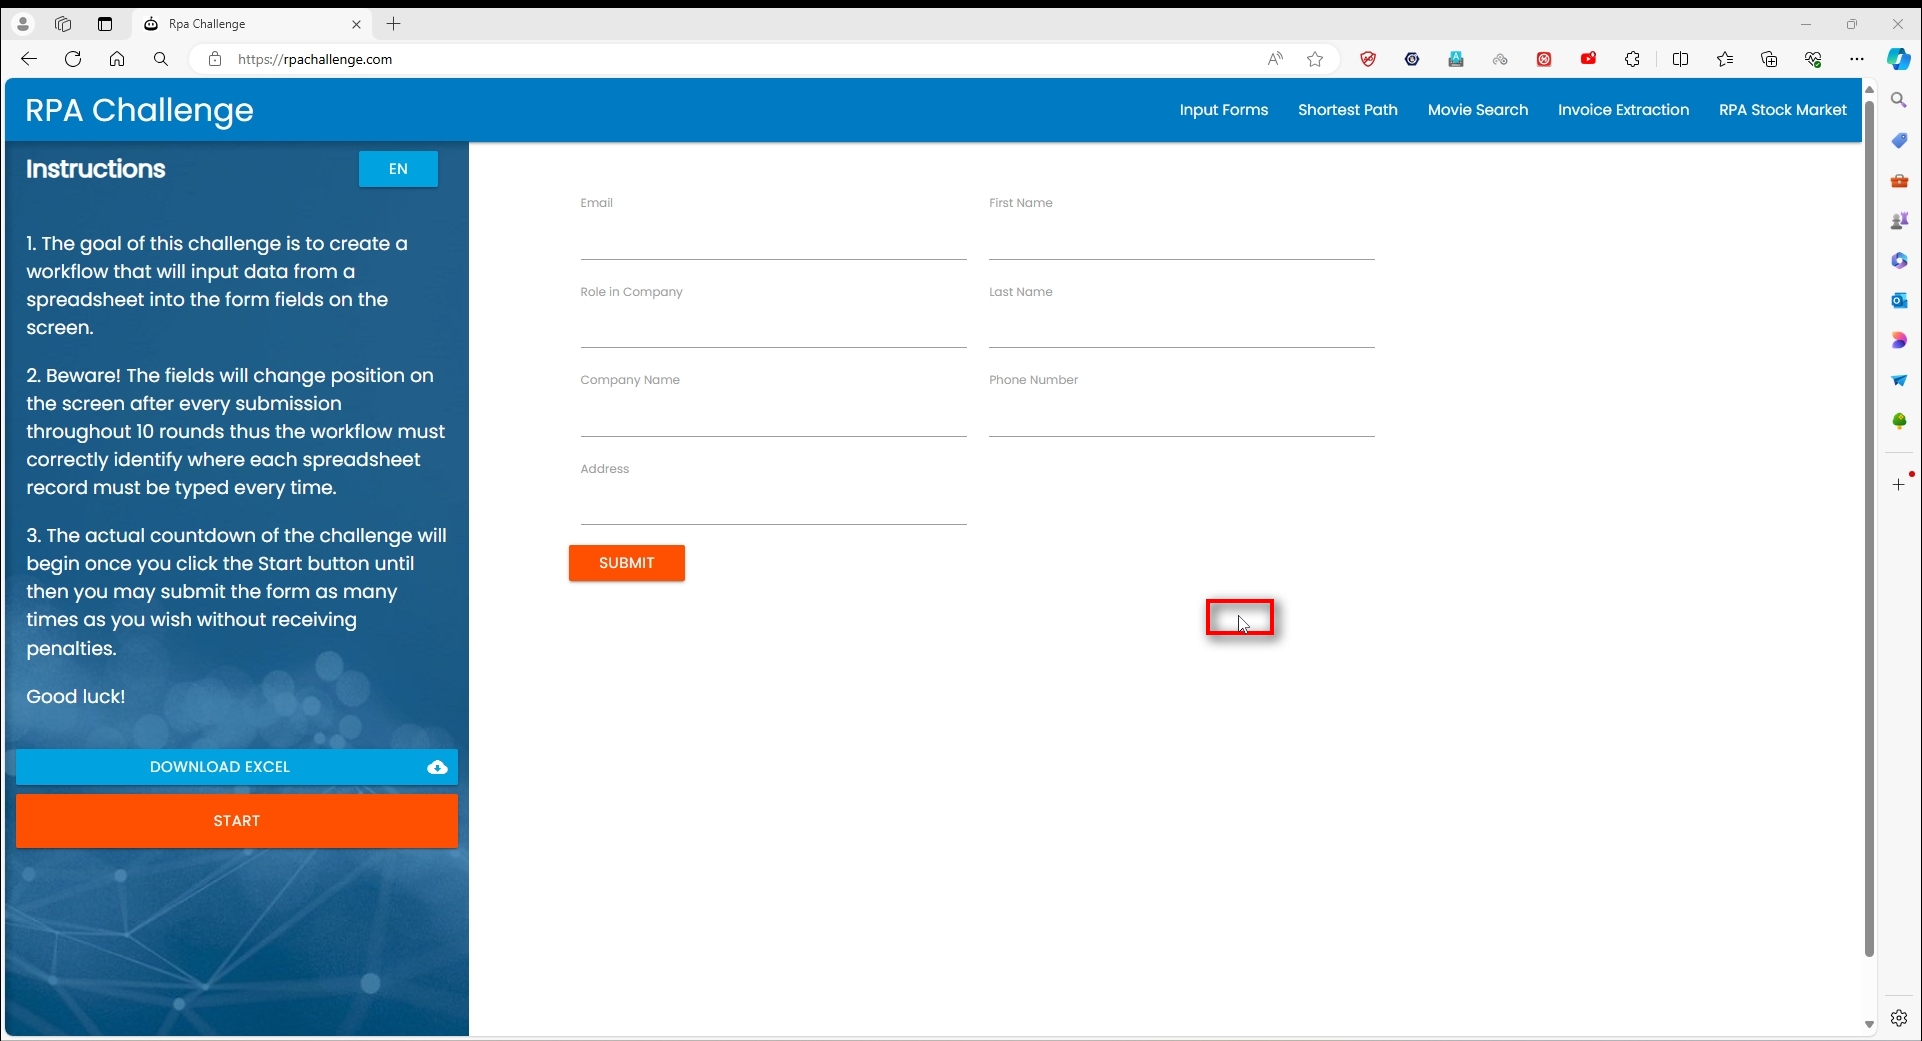 Rpa Challenge
https://rpachallenge.com
RPA Challenge
Input Forms
Shortest Path
Movie Search
Invoice Extraction
RPA Stock Market
Instructions
EN
1. The goal of this challenge is to create a
workflow that will input data from a
spreadsheet into the form fields on the
screen.
2. Beware! The fields will change position on
the screen after every submission
throughout 10 rounds thus the workflow must
correctly identify where each spreadsheet
record must be typed every time.
3. The actual countdown of the challenge will
begin once you click the Start button until
then you may submit the form as many
times as you wish without receiving
penalties.
Good luck!
DOWNLOAD EXCEL
START
Email
First Name
Role in Company
Last Name
Company Name
Phone Number
Address
SUBMIT